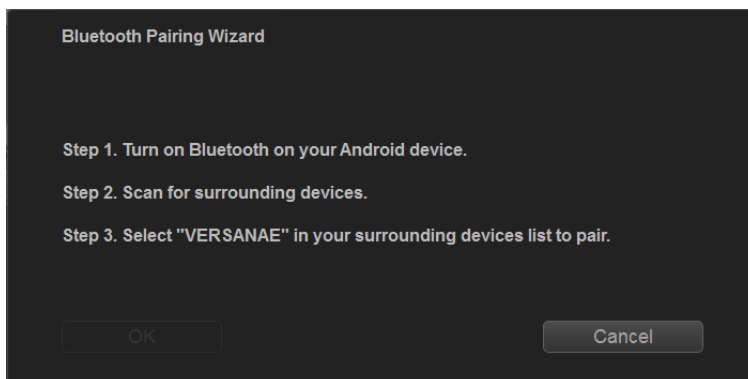 Bluetooth Pairing Wizard
Step 1. Turn on Bluetooth on your Android device.
Step 2. Scan for surrounding devices.
Step 3. Select "VERSANAE" in your surrounding devices list to pair.
OK
Cancel